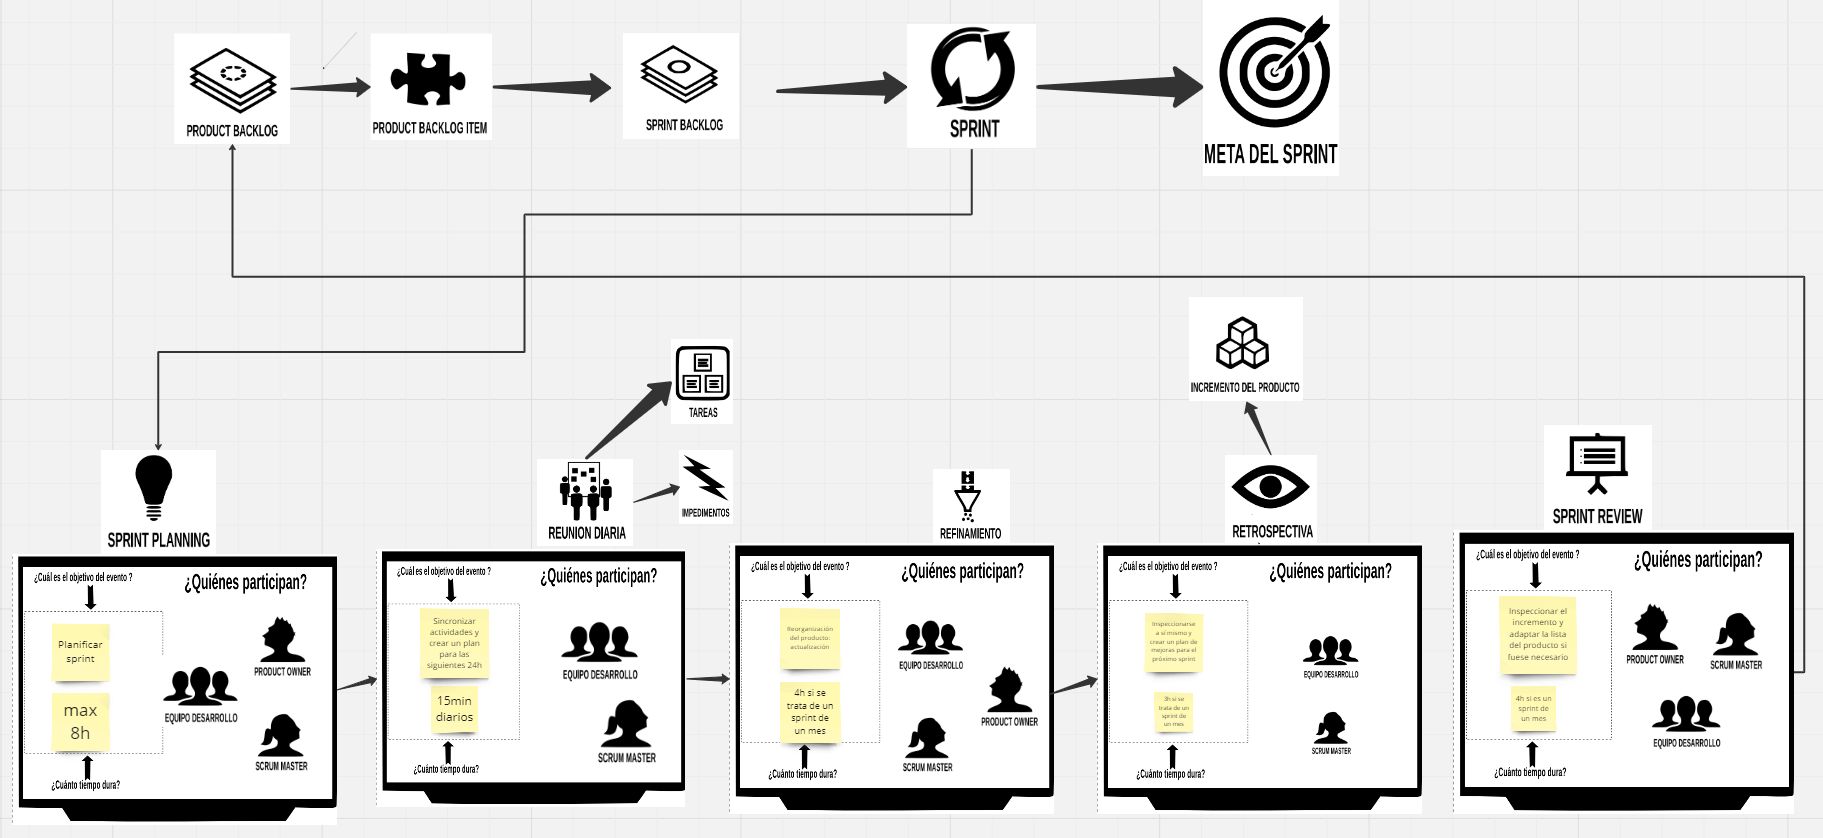 PRODUCT BACKLOG
PRODUCT BACKLOG ITEM
SPRINT BACKLOG
SPRINT
META DEL SPRINT
TAREAS
IMPEDIMENTOS
INCREMENTO DEL PRODUCTO
SPRINT PLANNING
REUNION DIARIA
REFINAMIENTO
RETROSPECTIVA
SPRINT REVIEW
¿Cuál es el objetivo del evento ?
¿Quiénes participan?
Planificar
sprint
max
8h
PRODUCT OWNER
EQUIPO DESARROLLO
SCRUM MASTER
¿Cuánto tiempo dura?
¿Cuál es el objetivo del evento ?
¿Quiénes participan?
Sincronizar
actividades y
crear un plan
para las
siguientes 24h
15min
diarios
EQUIPO DESARROLLO
SCRUM MASTER
¿Cuánto tiempo dura?
¿Cuál es el objetivo del evento ?
¿Quiénes participan?
Reorganización
del producto:
actualización
4h si se
trata de un
sprint de
un mes
EQUIPO DESARROLLO
PRODUCT OWNER
SCRUM MASTER
¿Cuánto tiempo dura?
¿Cuál es el objetivo del evento ?
¿Quiénes participan?
Inspeccionarse
a sí mismo y
crear un plan de
mejoras para el
próximo sprint
3h si se
trata de un
sprint de
un mes
EQUIPO DESARROLLO
SCRUM MASTER
¿Cuánto tiempo dura?
¿Cuál es el objetivo del evento ?
¿Quiénes participan?
Inspeccionar el
incremento y
adaptar la lista
del producto si
fuese necesario
4h si es un
sprint de
un mes
PRODUCT OWNER
SCRUM MASTER
EQUIPO DESARROLLO
¿Cuánto tiempo dura?